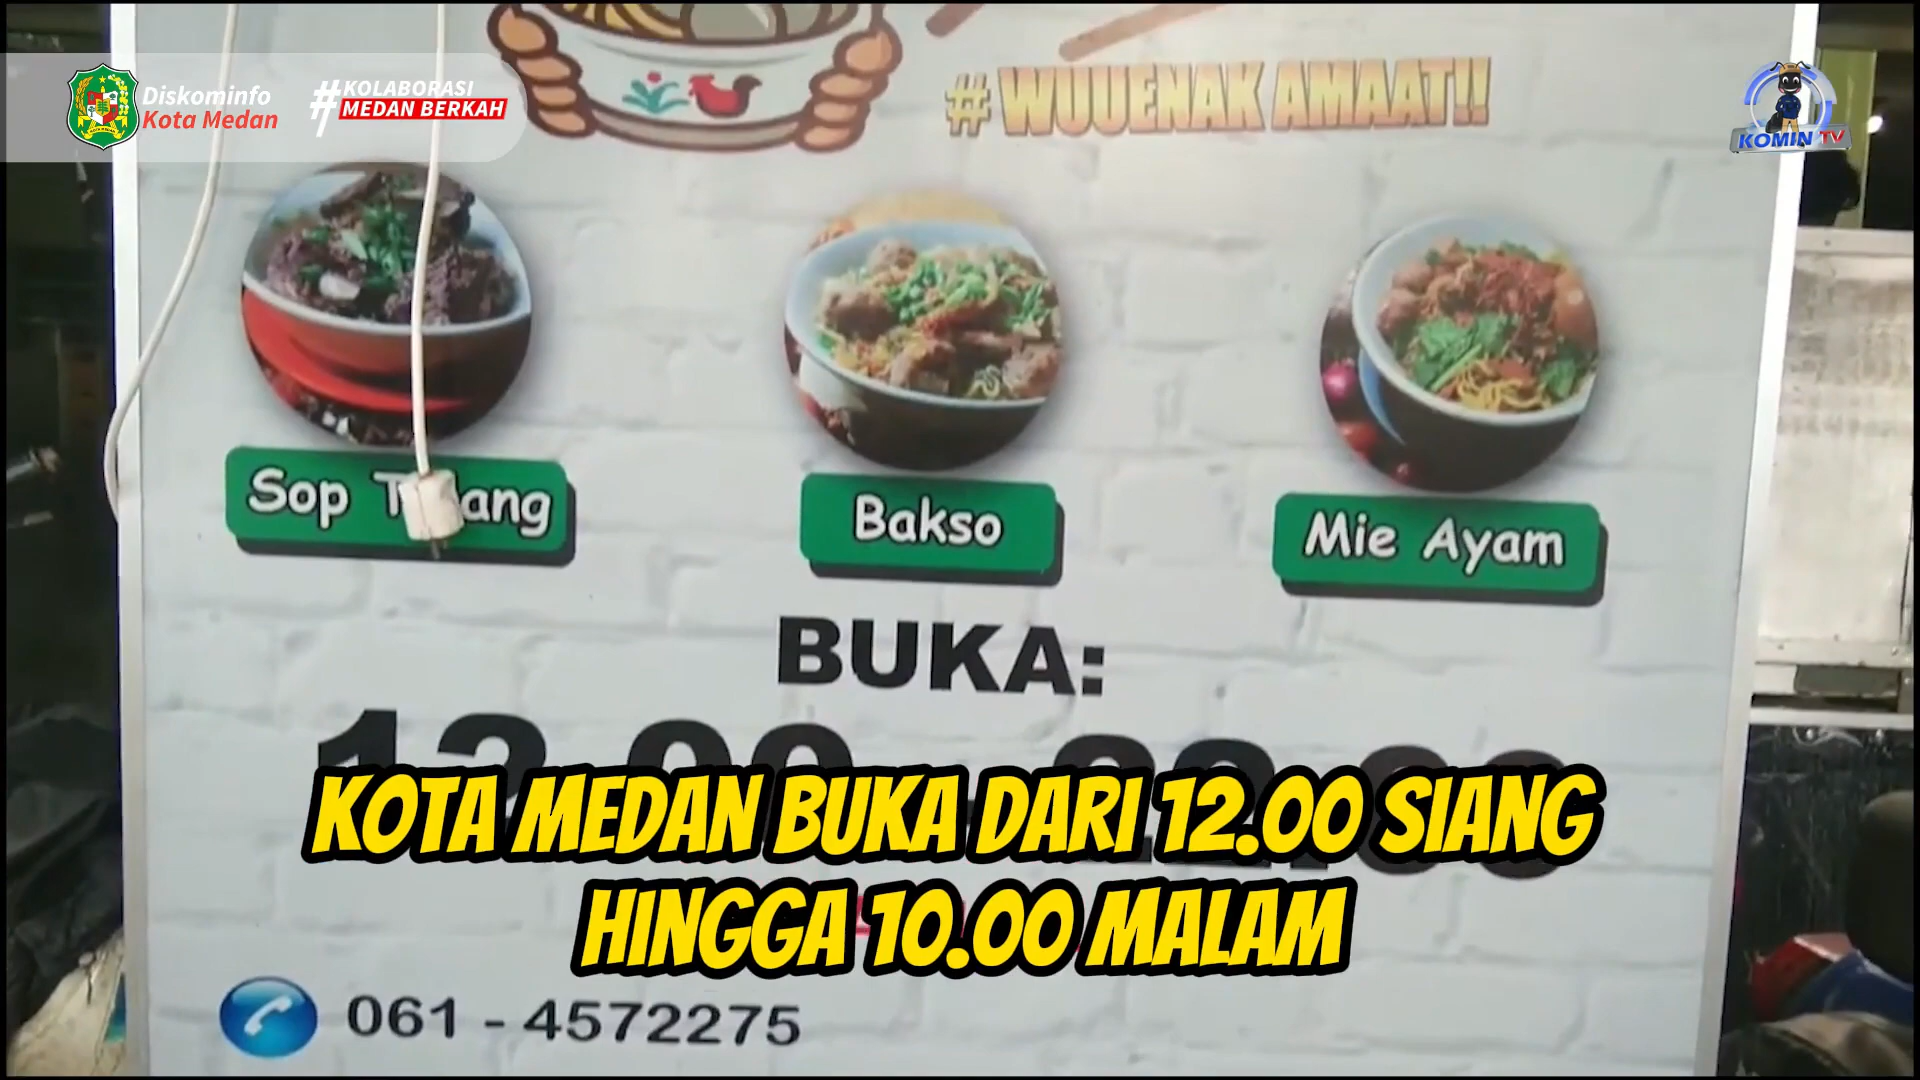 Diskominfo
Kota Medan
#KOLABORASI
MEDAN BERKAH
# WUUENAK AMAAT!!
KOMIN TV
Sop
Bakso
Mie Ayam
BUKA:
KOTA MEDAN BUKA DARI 12.00 SIANG
HINGGA 10.00 MALAM
061 - 4572275